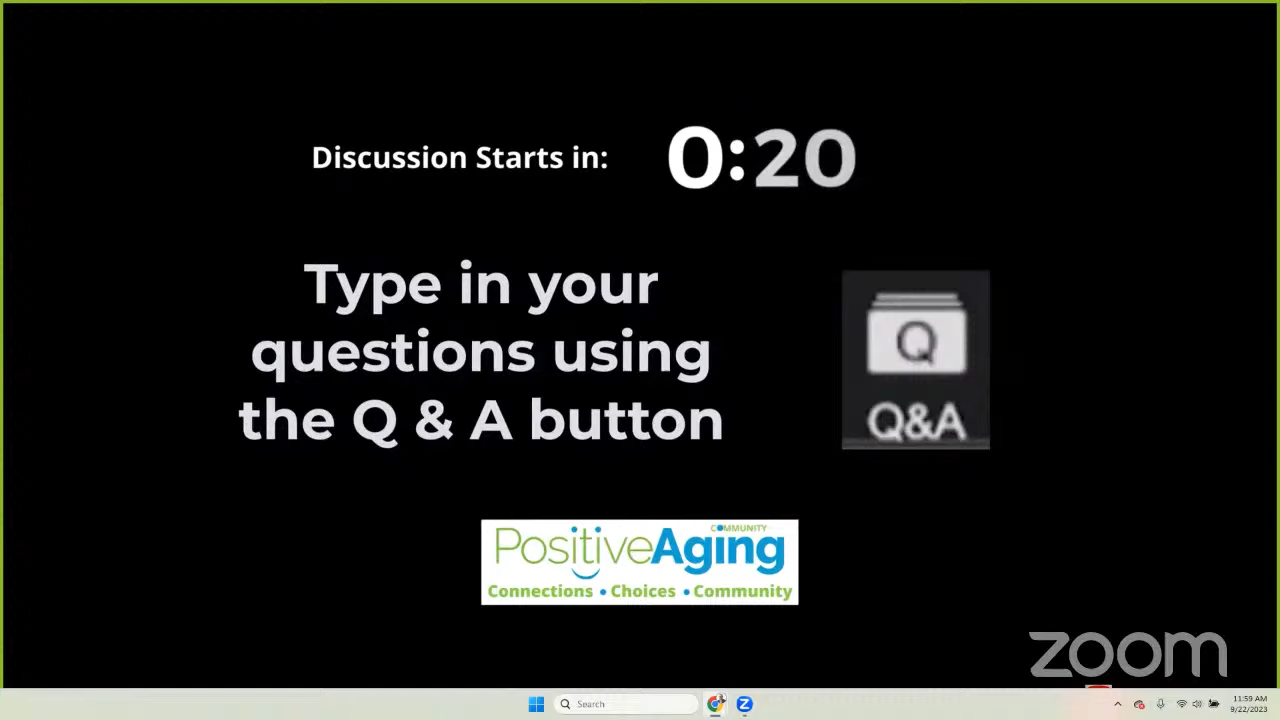 Discussion Starts in: 0:20
Type in your
questions using
the Q & A button
Q
Q&A
COMMUNITY
PositiveAging
Connections • Choices • Community
zoom
Search
11:59 AM
9/22/2023